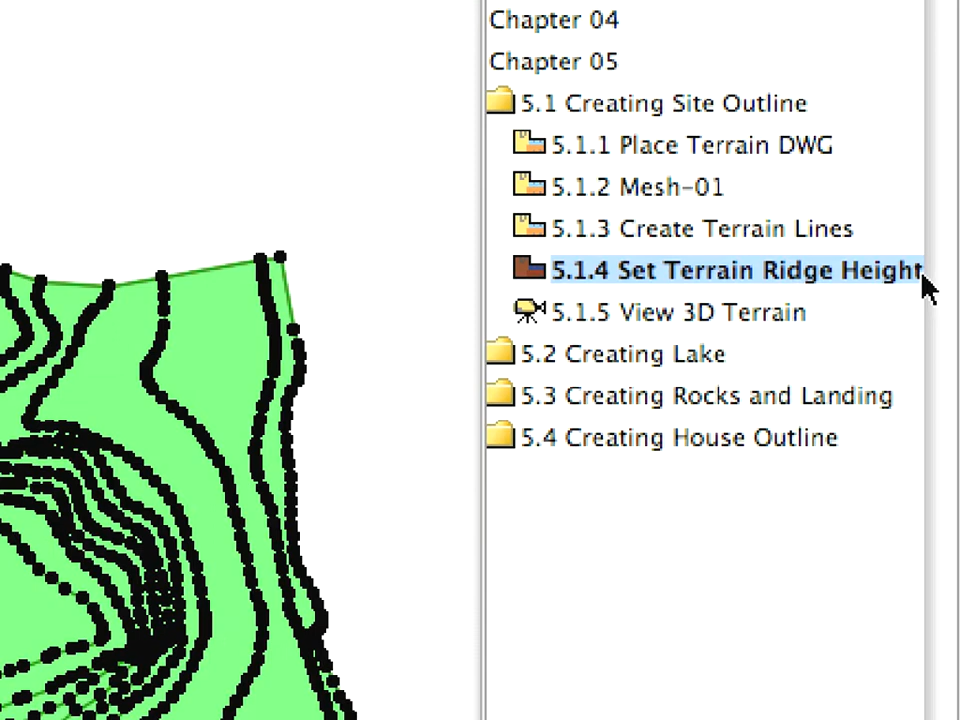 Chapter 04
Chapter 05
5.1 Creating Site Outline
5.1.1 Place Terrain DWG
5.1.2 Mesh-01
5.1.3 Create Terrain Lines
5.1.4 Set Terrain Ridge Height
5.1.5 View 3D Terrain
5.2 Creating Lake
5.3 Creating Rocks and Landing
5.4 Creating House Outline